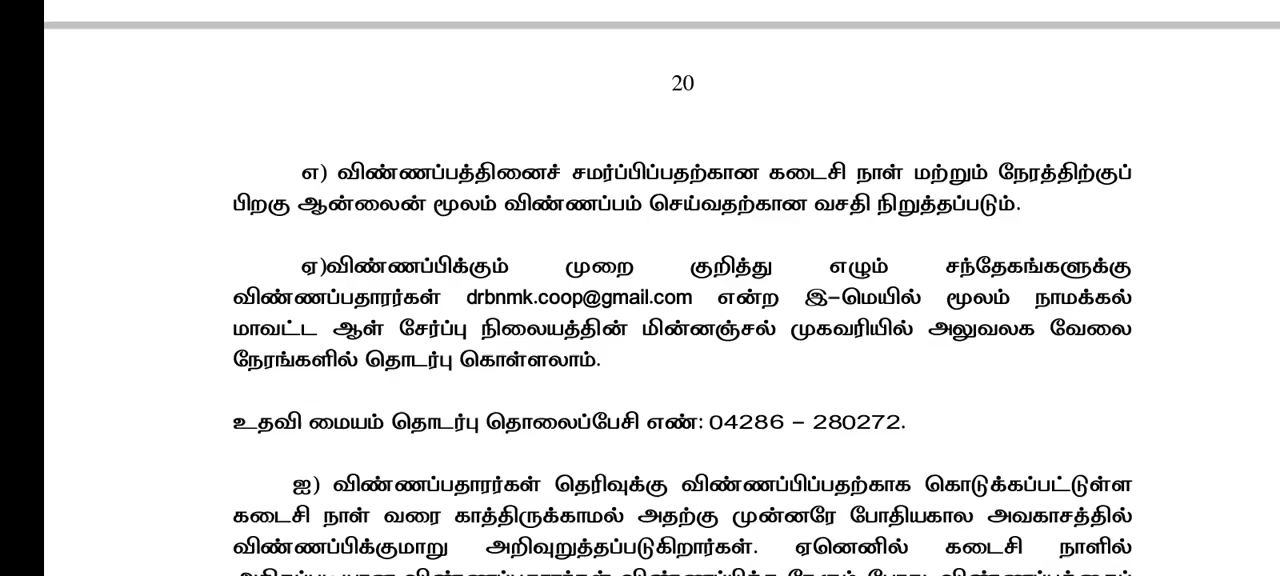 20
எ) விண்ணப்பத்தினைச் சமர்ப்பிப்பதற்கான கடைசி நாள் மற்றும் நேரத்திற்குப்
பிறகு ஆன்லைன் மூலம் விண்ணப்பம் செய்வதற்கான வசதி நிறுத்தப்படும்.
ஏ)விண்ணப்பிக்கும் முறை குறித்து எழும் சந்தேகங்களுக்கு
விண்ணப்பதாரர்கள் drbnmk.coop@gmail.com என்ற இ-மெயில் மூலம் நாமக்கல்
மாவட்ட ஆள் சேர்ப்பு நிலையத்தின் மின்னஞ்சல் முகவரியில் அலுவலக வேலை
நேரங்களில் தொடர்பு கொள்ளலாம்.
உதவி மையம் தொடர்பு தொலைப்பேசி எண்: 04286 – 280272.
ஐ) விண்ணப்பதாரர்கள் தெரிவுக்கு விண்ணப்பிப்பதற்காக கொடுக்கப்பட்டுள்ள
கடைசி நாள் வரை காத்திருக்காமல் அதற்கு முன்னரே போதியகால அவகாசத்தில்
விண்ணப்பிக்குமாறு அறிவுறுத்தப்படுகிறார்கள். ஏனெனில் கடைசி நாளில்